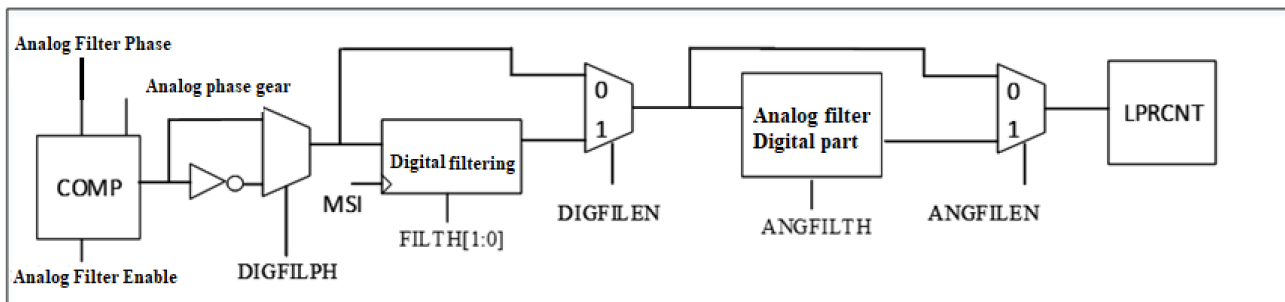 Analog Filter Phase
Analog phase gear
COMP
Analog Filter Enable
DIGFILPH
MSI
Digital filtering
FILTH[1:0]
0
1
DIGFILEN
Analog filter
Digital part
ANGFILTH
0
1
ANGFILEN
LPRCNT